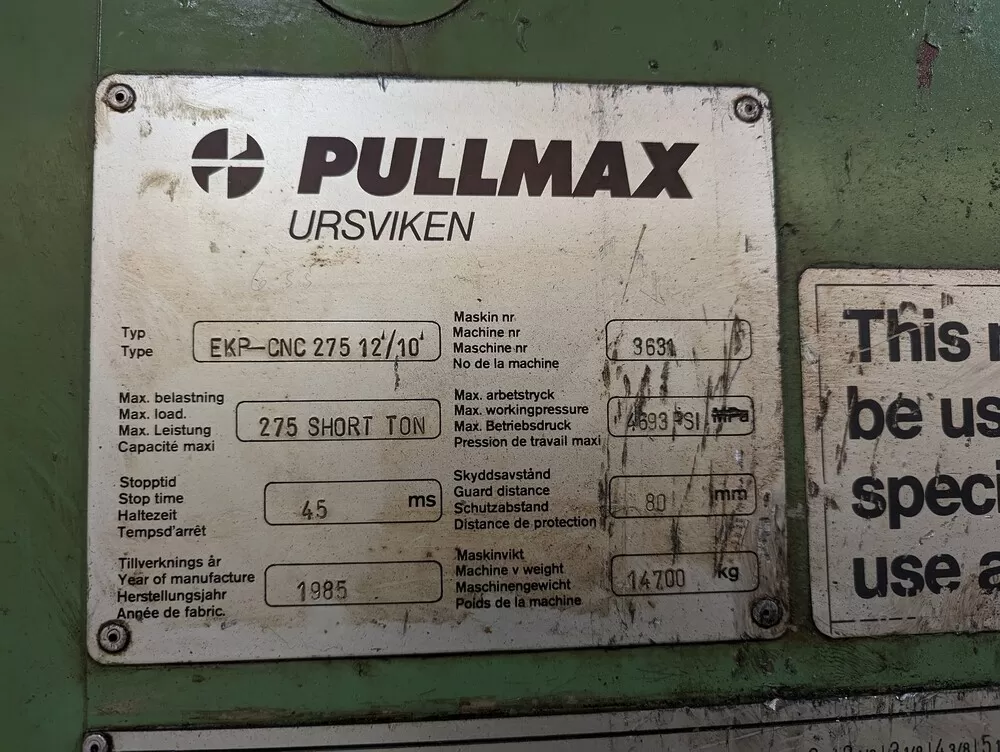 PULLMAX
URSVIKEN
Typ
Type
EKP-CNC 275 12'/10'
Maskin nr
Machine nr
Maschine nr
No de la machine
3631
Max. belastning
Max. load.
Max. Leistung
Capacité maxi
275 SHORT TON
Max. arbetstryck
Max. workingpressure
Max. Betriebsdruck
Pression de travail maxi
4693 PSI MPa
Stopptid
Stop time
Haltezeit
Tempsd'arrêt
45 ms
Skyddsavstånd
Guard distance
Schutzabstand
Distance de protection
80 mm
Tillverknings år
Year of manufacture
Herstellungsjahr
Année de fabric.
1985
Maskinvikt
Machine v weight
Maschinengewicht
Poids de la machine
14700 kg
This
be us
speci
use a